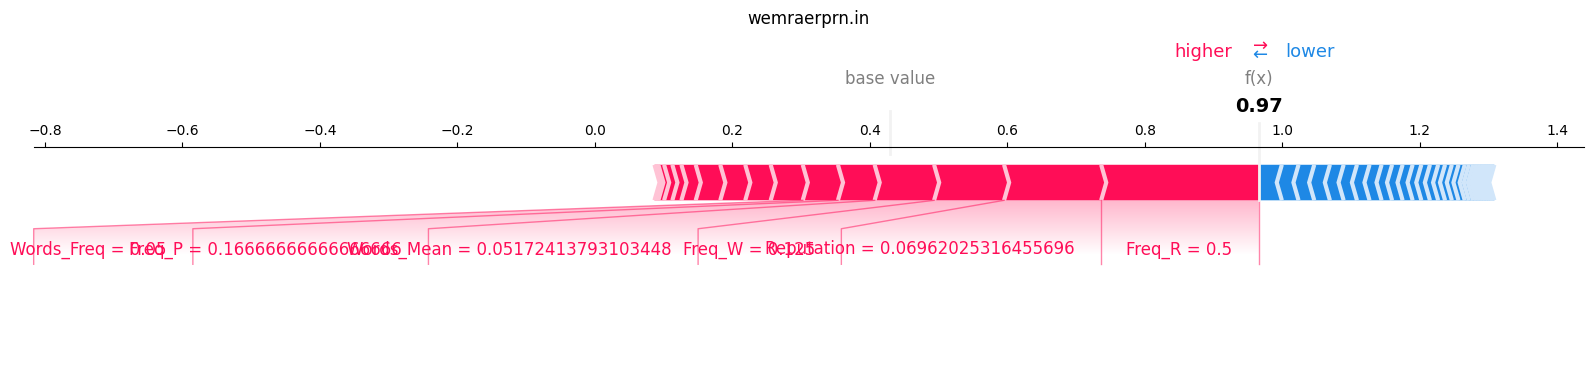 wemraerprn.in
higher ⇄ lower
base value f(x)
0.97
−0.8 −0.6 −0.4 −0.2 0.0 0.2 0.4 0.6 0.8 1.0 1.2 1.4
Words_Freq = 0.05 Freq_P = 0.16666666666666666 Words_Mean = 0.05172413793103448 Freq_W = 0.125 Reputation = 0.06962025316455696 Freq_R = 0.5